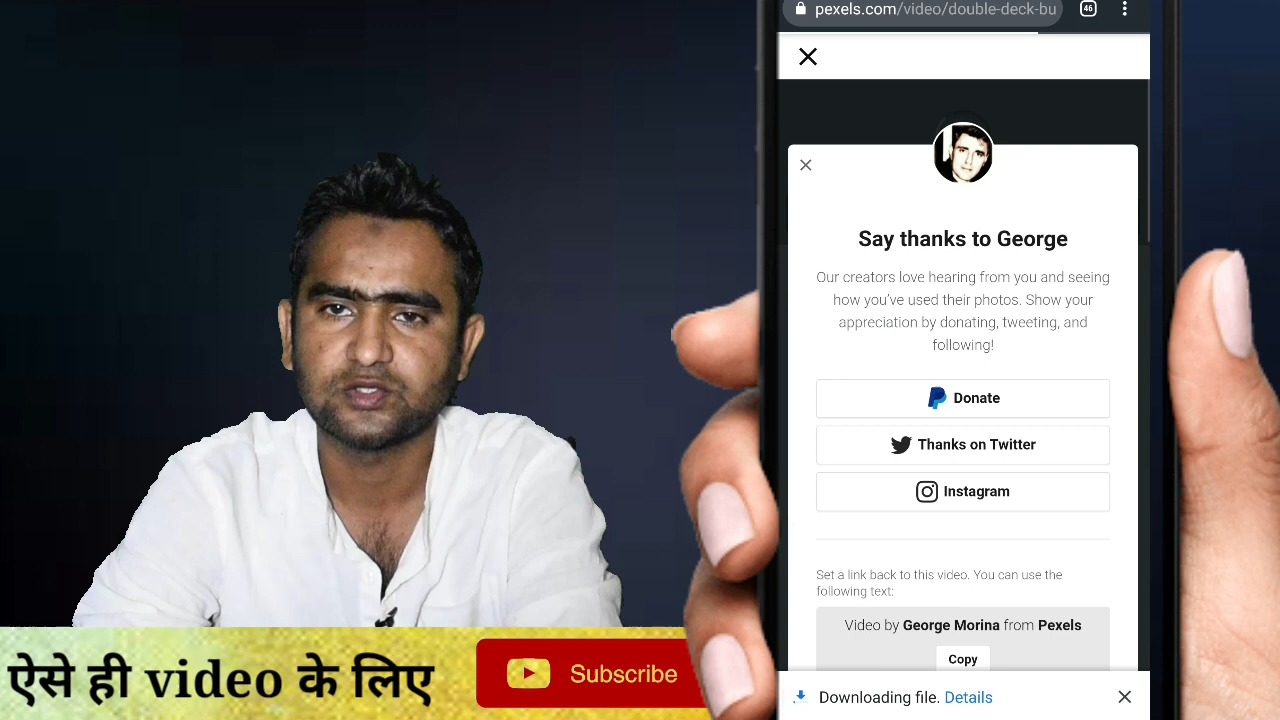 pexels.com/video/double-deck-bu
46
Say thanks to George
Our creators love hearing from you and seeing
how you've used their photos. Show your
appreciation by donating, tweeting, and
following!
Donate
Thanks on Twitter
Instagram
Set a link back to this video. You can use the
following text:
Video by George Morina from Pexels
Copy
Downloading file. Details
ऐसे ही video के लिए
Subscribe